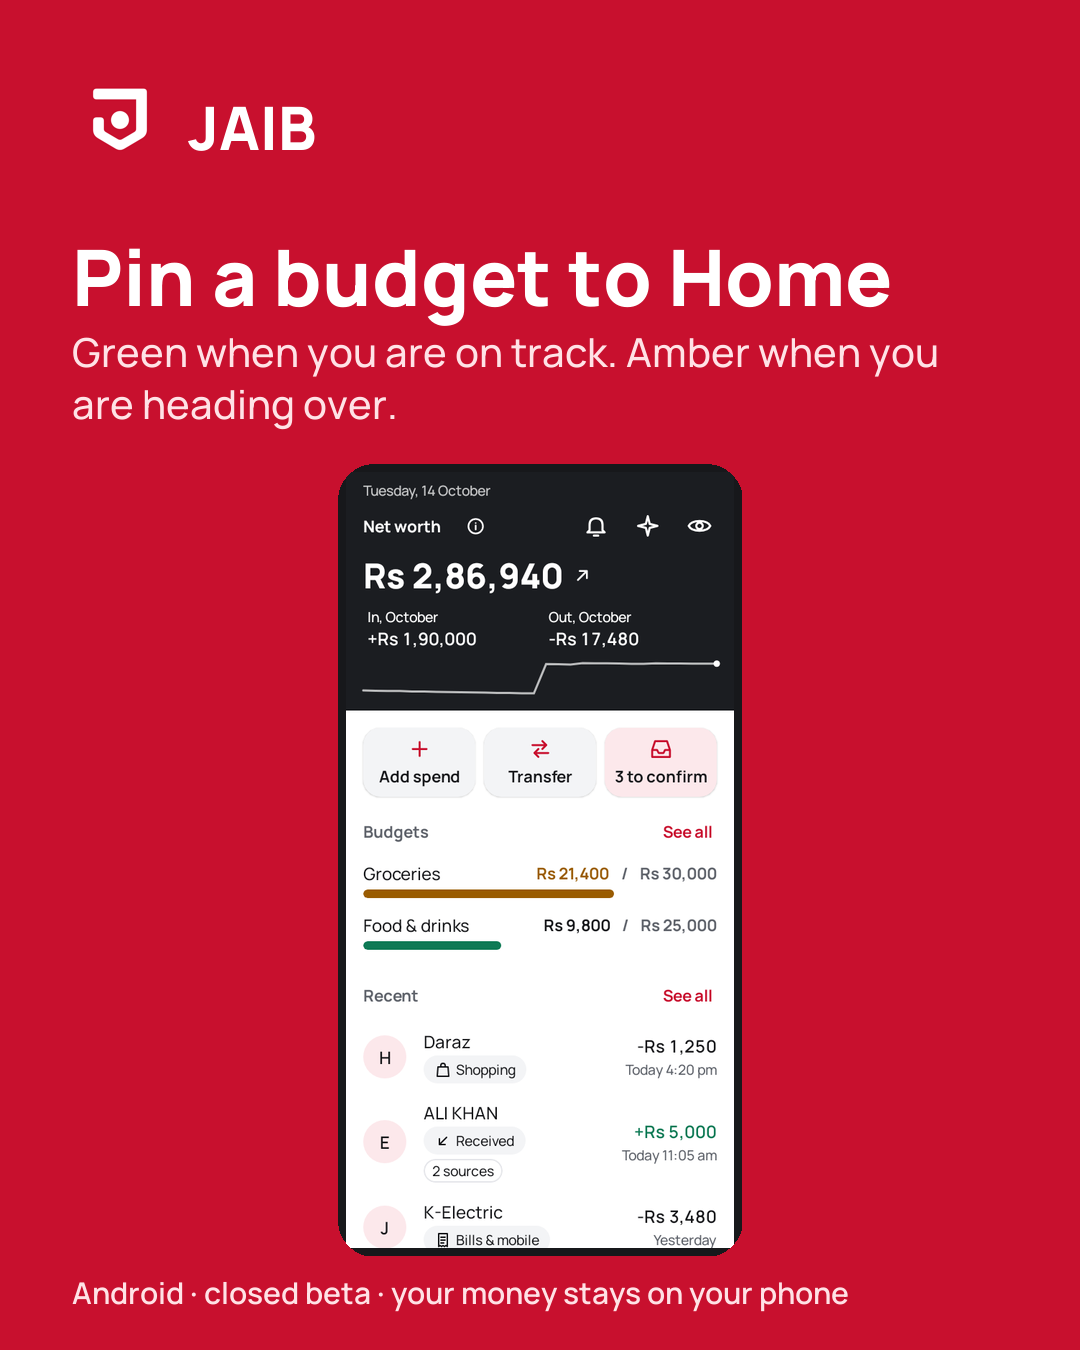 JAIB
Pin a budget to Home
Green when you are on track. Amber when you
are heading over.
Tuesday, 14 October
Net worth
Rs 2,86,940
In, October
Out, October
+Rs 1,90,000
-Rs 17,480
Add spend
Transfer
3 to confirm
Budgets
See all
Groceries
Rs 21,400 / Rs 30,000
Food & drinks
Rs 9,800 / Rs 25,000
Recent
See all
H
Daraz
Shopping
-Rs 1,250
Today 4:20 pm
E
ALI KHAN
Received
2 sources
+Rs 5,000
Today 11:05 am
J
K-Electric
Bills & mobile
-Rs 3,480
Yesterday
Android · closed beta · your money stays on your phone